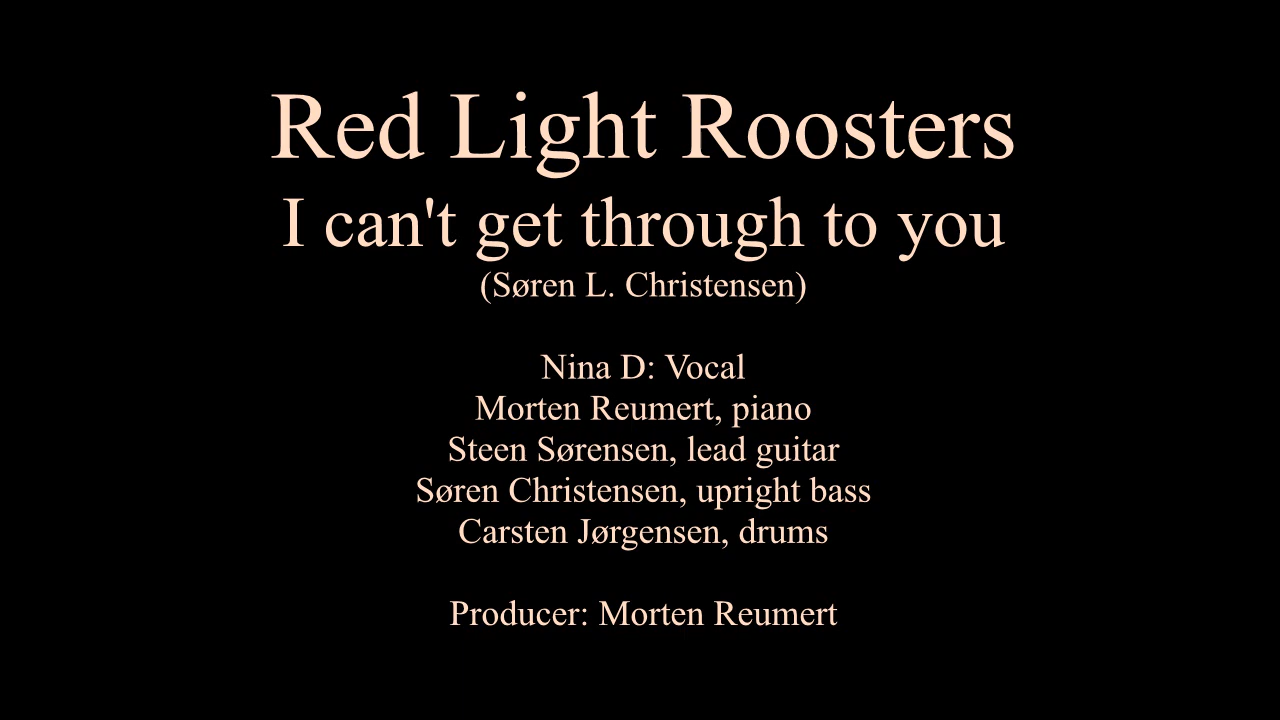 Red Light Roosters
I can't get through to you
(Søren L. Christensen)
Nina D: Vocal
Morten Reumert, piano
Steen Sørensen, lead guitar
Søren Christensen, upright bass
Carsten Jørgensen, drums
Producer: Morten Reumert